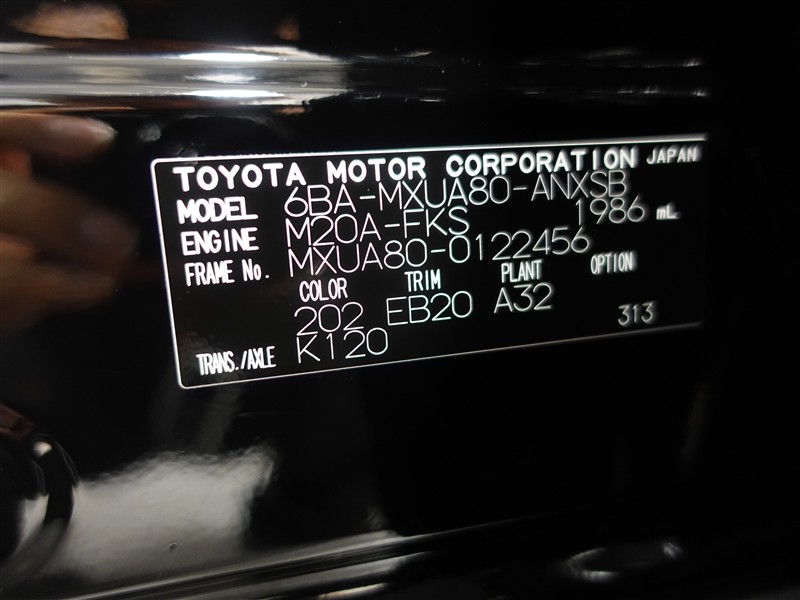 TOYOTA MOTOR CORPORATION JAPAN
MODEL 6BA-MXUA80-ANXSB
ENGINE M20A-FKS 1986 mL
FRAME No. MXUA80-0122456
COLOR TRIM PLANT OPTION
202 EB20 A32
TRANS./AXLE K120 313